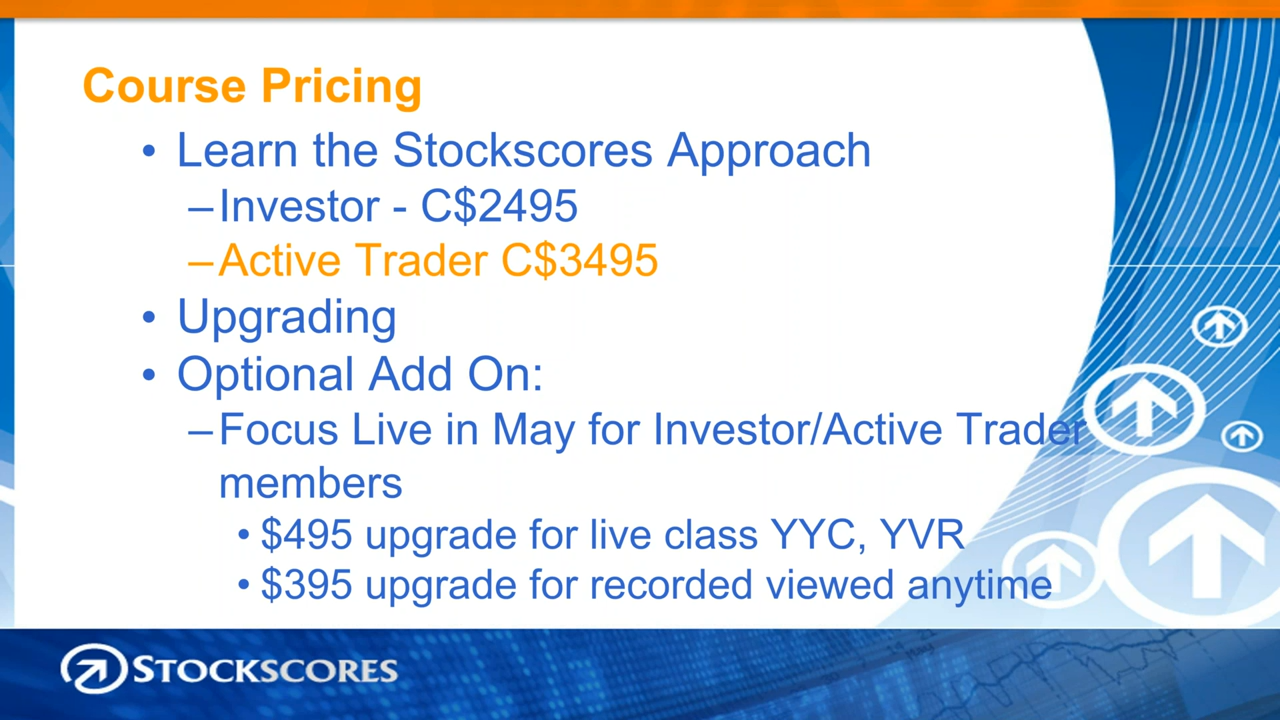 Course Pricing
• Learn the Stockscores Approach
–Investor - C$2495
–Active Trader C$3495
• Upgrading
• Optional Add On:
–Focus Live in May for Investor/Active Trader
members
• $495 upgrade for live class YYC, YVR
• $395 upgrade for recorded viewed anytime
STOCKSCORES